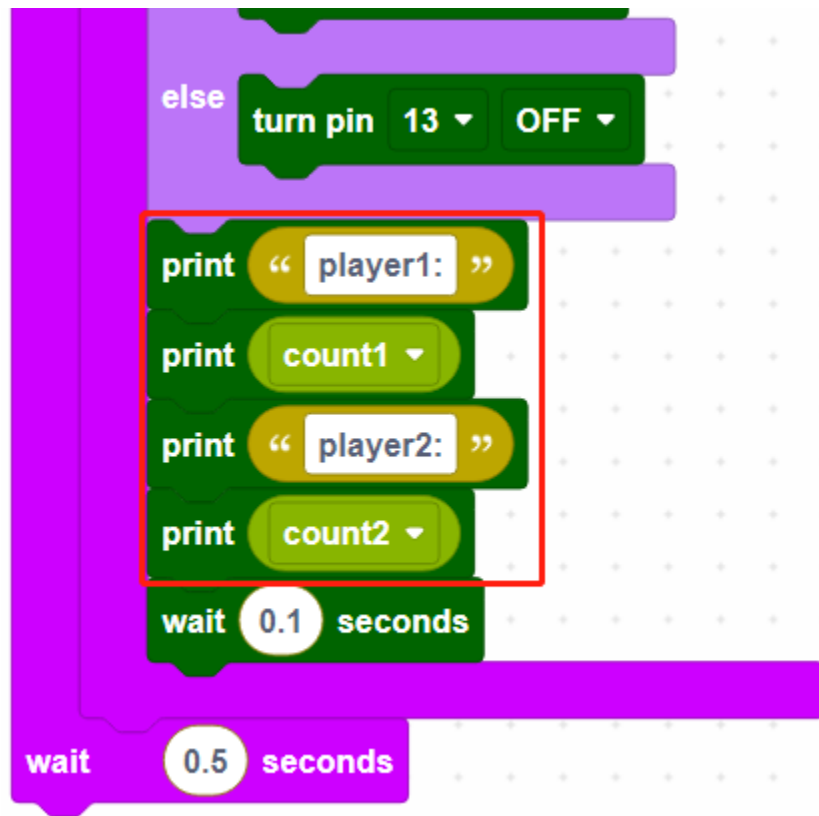 else
turn pin 13 OFF
print “ player1: ”
print count1
print “ player2: ”
print count2
wait 0.1 seconds
wait 0.5 seconds